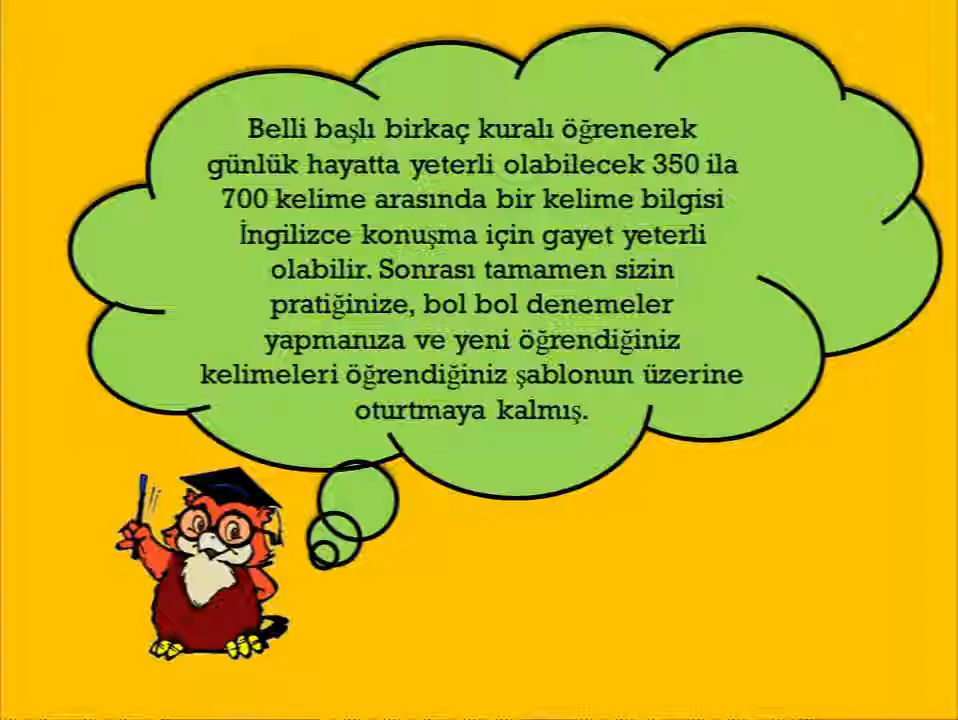 Belli başlı birkaç kuralı öğrenerek
günlük hayatta yeterli olabilecek 350 ila
700 kelime arasında bir kelime bilgisi
İngilizce konuşma için gayet yeterli
olabilir. Sonrası tamamen sizin
pratiğinize, bol bol denemeler
yapmanıza ve yeni öğrendiğiniz
kelimeleri öğrendiğiniz şablonun üzerine
oturtmaya kalmış.